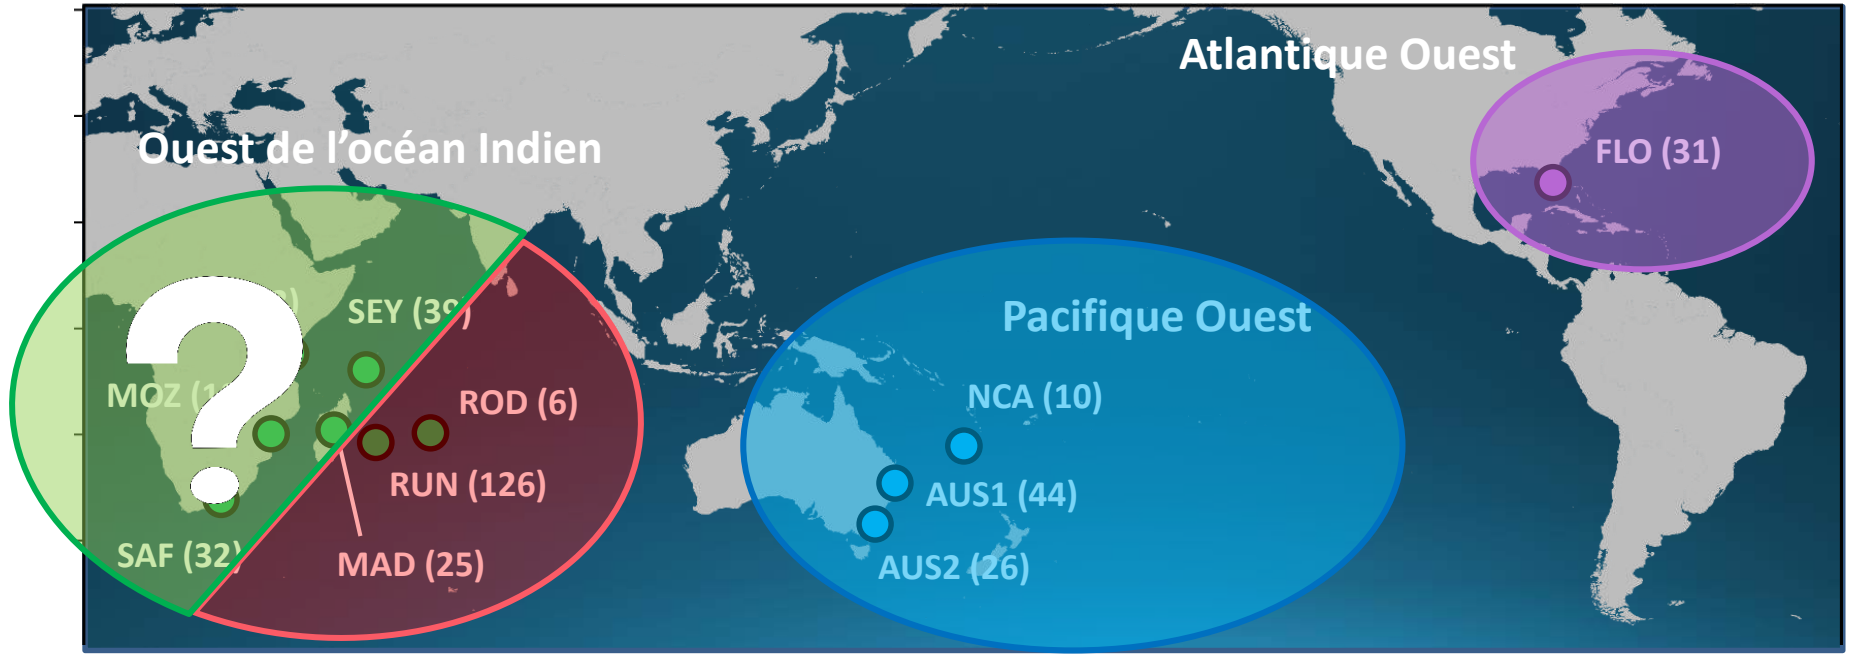 Atlantique Ouest
FLO (31)
Ouest de l'océan Indien
SEY (39)
Pacifique Ouest
MOZ
ROD (6)
NCA (10)
RUN (126)
AUS1 (44)
SAF (32)
MAD (25)
AUS2 (26)
?